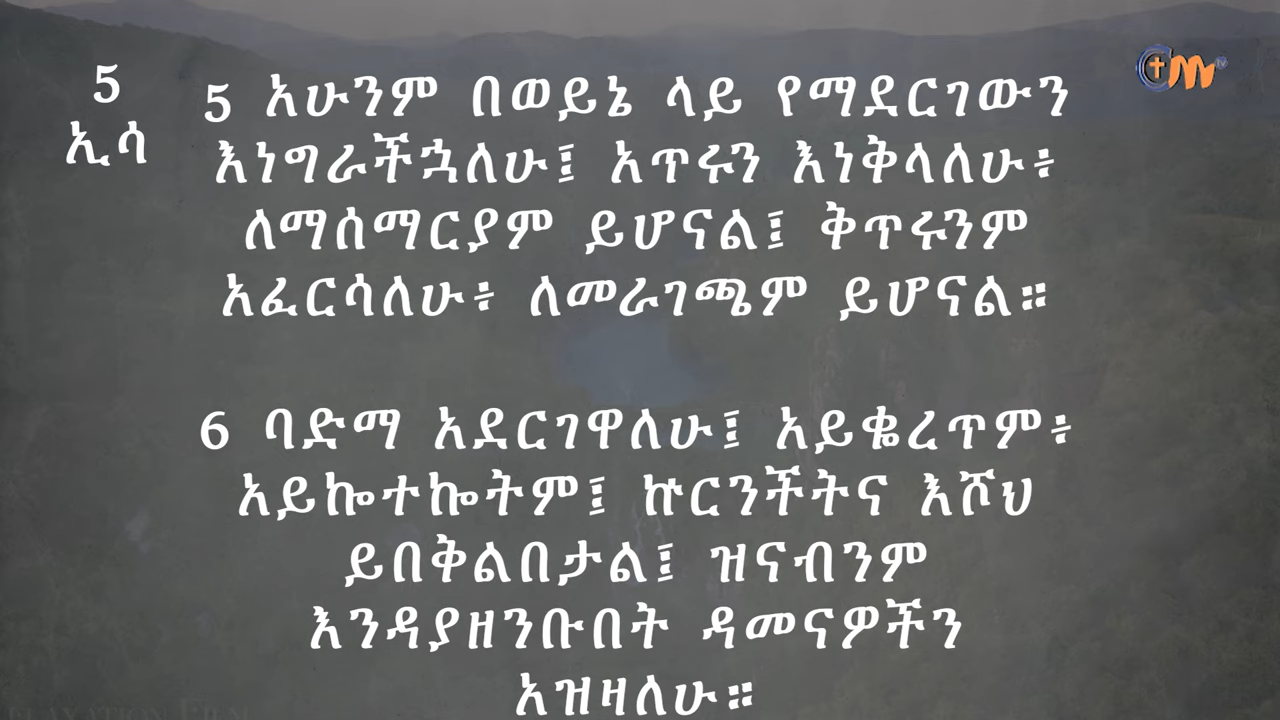 5
ኢሳ
5 አሁንም በወይኔ ላይ የማደርገውን
እነግራችኋለሁ፤ አጥሩን እነቅላለሁ፥
ለማሰማርያም ይሆናል፤ ቅጥሩንም
አፈርሳለሁ፥ ለመራገጫም ይሆናል።
6 ባድማ አደርገዋለሁ፤ አይቈረጥም፥
አይኰተኰትም፤ ኵርንችትና እሾህ
ይበቅልበታል፤ ዝናብንም
እንዳያዘንቡበት ዳመናዎችን
አዝዛለሁ።